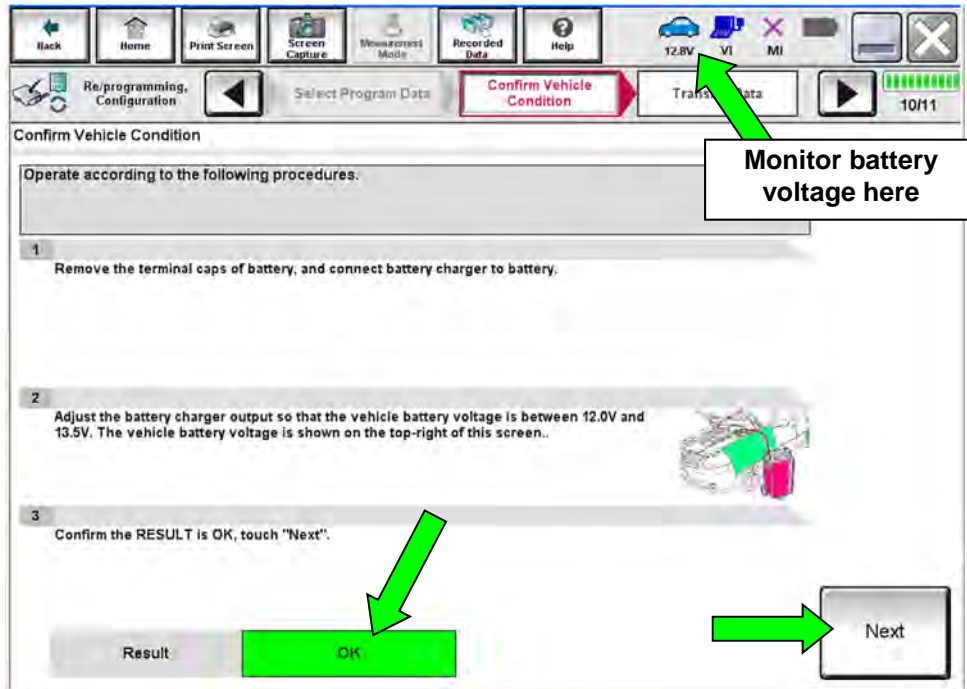 Back
Home
Print Screen
Screen
Capture
Measurement
Mode
Recorded
Data
Help
12.8V
VI
MI
Re/programming,
Configuration
Select Program Data
Confirm Vehicle
Condition
10/11
Confirm Vehicle Condition
Monitor battery
voltage here
Operate according to the following procedures.
1
Remove the terminal caps of battery, and connect battery charger to battery.
2
Adjust the battery charger output so that the vehicle battery voltage is between 12.0V and
13.5V. The vehicle battery voltage is shown on the top-right of this screen..
3
Confirm the RESULT is OK, touch "Next".
Result
OK
Next